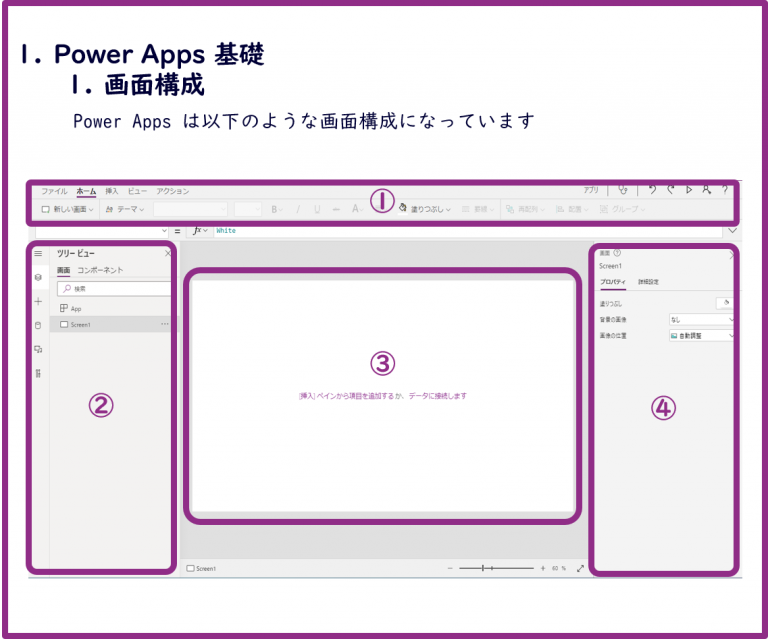 1. Power Apps 基礎
1. 画面構成
Power Apps は以下のような画面構成になっています
ファイル ホーム 挿入 ビュー アクション アプリ
新しい画面 テーマ B / U A 塗りつぶし 罫線 再配列 配置 グループ
①
= fx White
ツリー ビュー
画面 コンポーネント
検索
App
Screen1 ...
②
③
[挿入] ペインから項目を追加するか、データに接続します
画面
Screen1
プロパティ 詳細設定
塗りつぶし
背景の画像 なし
画像の位置 自動調整
④
Screen1 − + 60 %